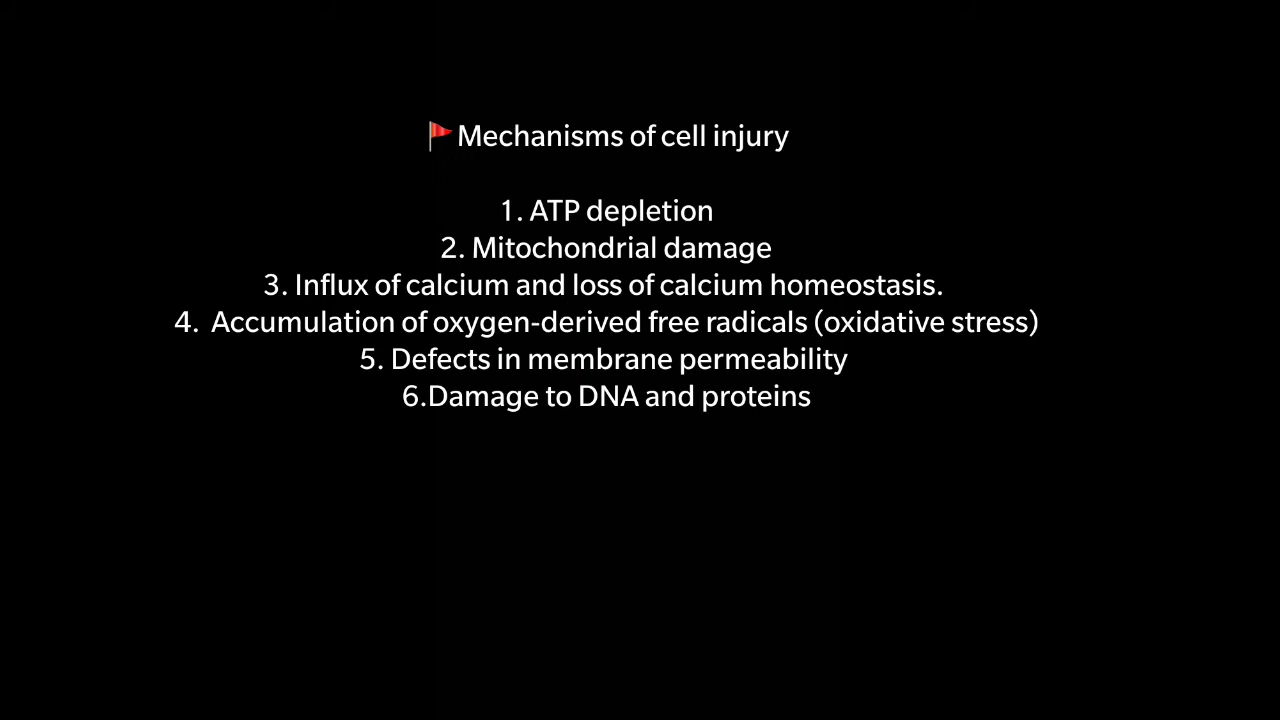 🚩Mechanisms of cell injury
1. ATP depletion
2. Mitochondrial damage
3. Influx of calcium and loss of calcium homeostasis.
4.  Accumulation of oxygen-derived free radicals (oxidative stress)
5. Defects in membrane permeability
6.Damage to DNA and proteins